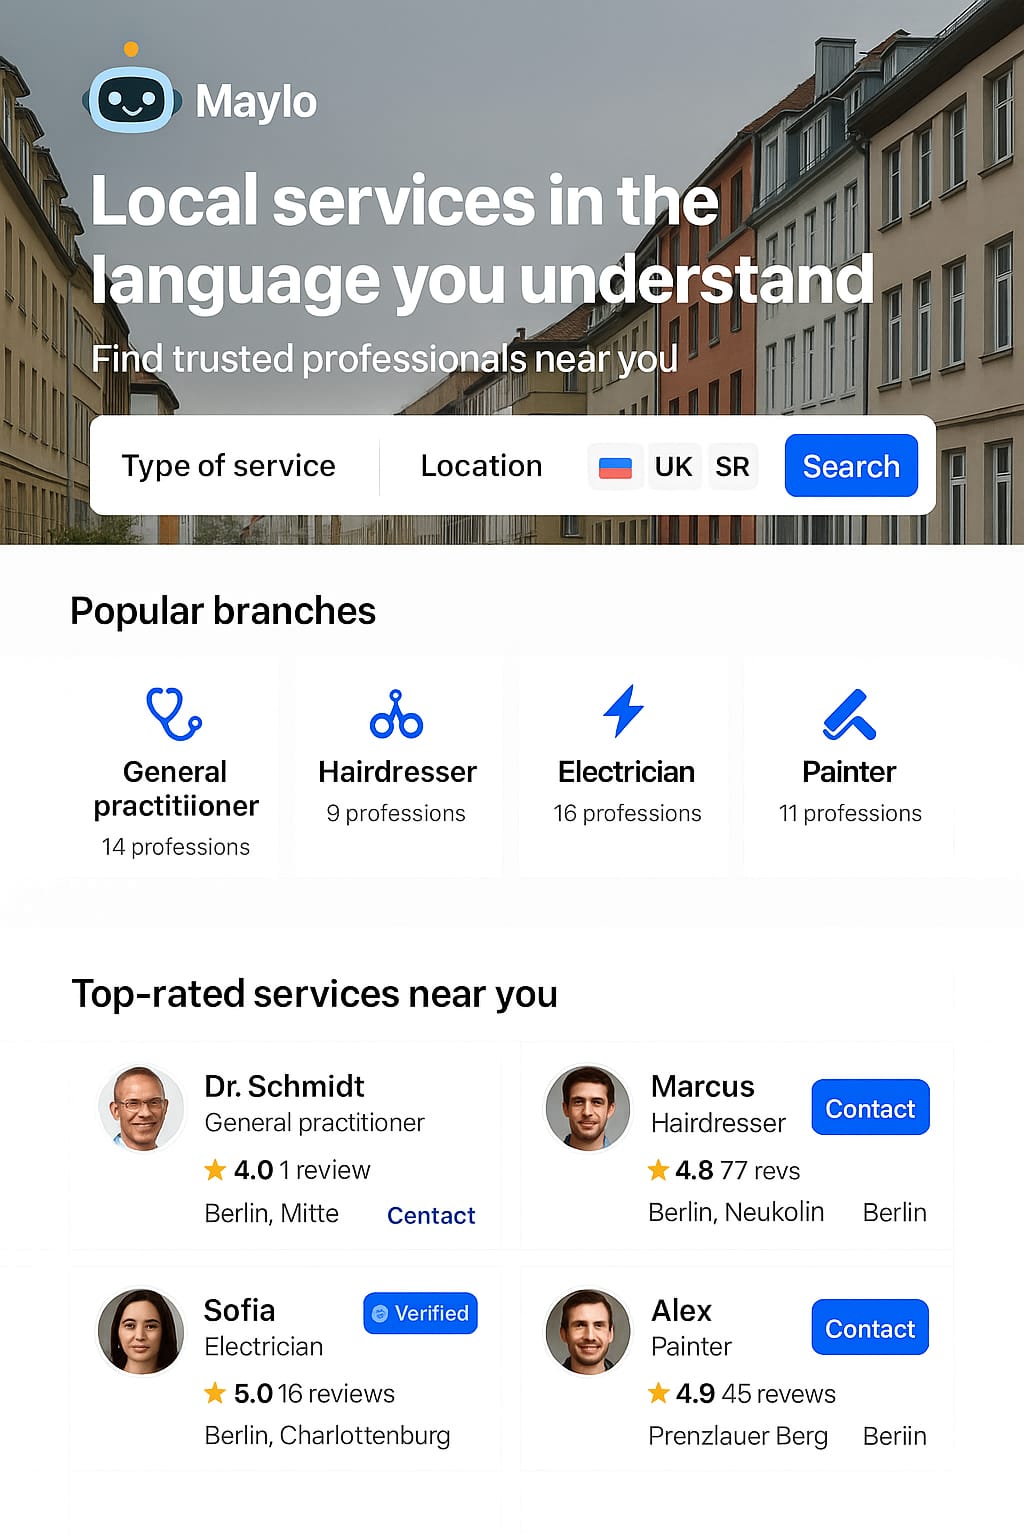 Maylo
Local services in the
language you understand
Find trusted professionals near you
Type of service
Location
UK
SR
Search
Popular branches
General
practitiioner
14 professions
Hairdresser
9 professions
Electrician
16 professions
Painter
11 professions
Top-rated services near you
Dr. Schmidt
General practitioner
4.0 1 review
Berlin, Mitte
Centact
Marcus
Hairdresser
Contact
4.8 77 revs
Berlin, Neukolin
Berlin
Sofia
Verified
Electrician
5.0 16 reviews
Berlin, Charlottenburg
Alex
Painter
Contact
4.9 45 revews
Prenzlauer Berg
Beriin